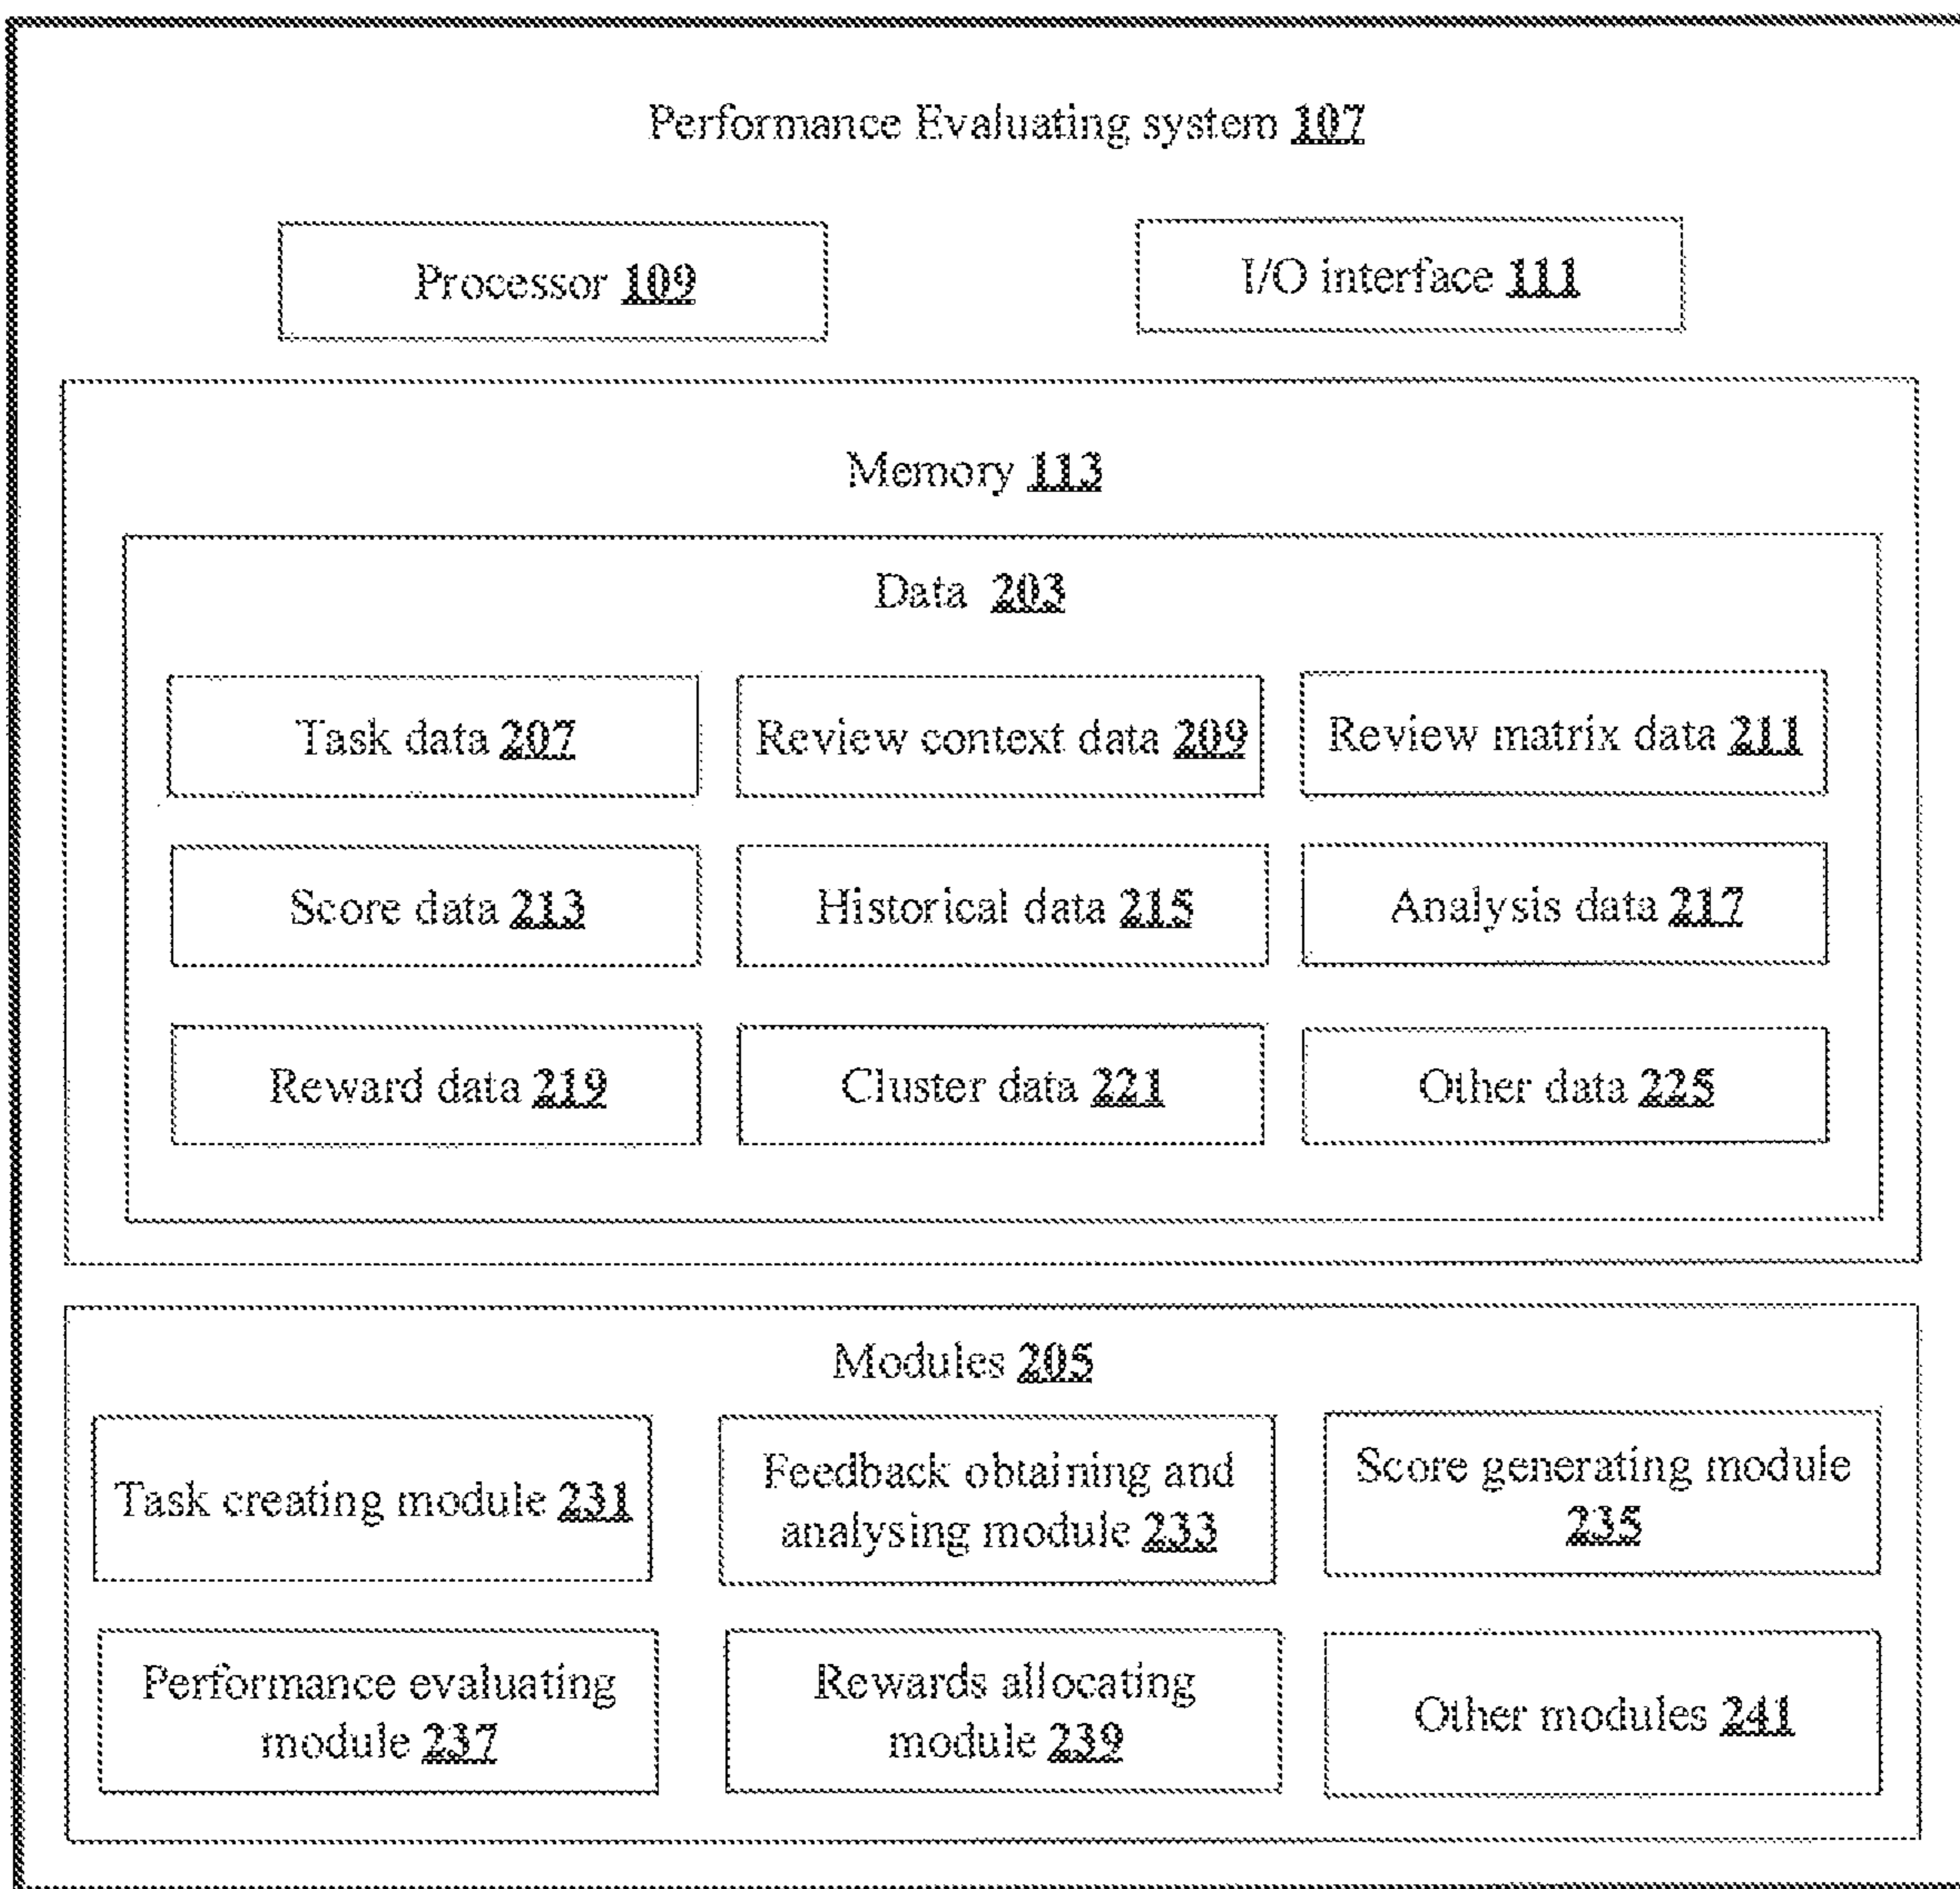 Performance Evaluating system 107
Processor 109
I/O interface 111
Memory 113
Data 203
Task data 207
Review context data 209
Review matrix data 211
Score data 213
Historical data 215
Analysis data 217
Reward data 219
Cluster data 221
Other data 225
Modules 205
Task creating module 231
Feedback obtaining and
analysing module 233
Score generating module
235
Performance evaluating
module 237
Rewards allocating
module 239
Other modules 241